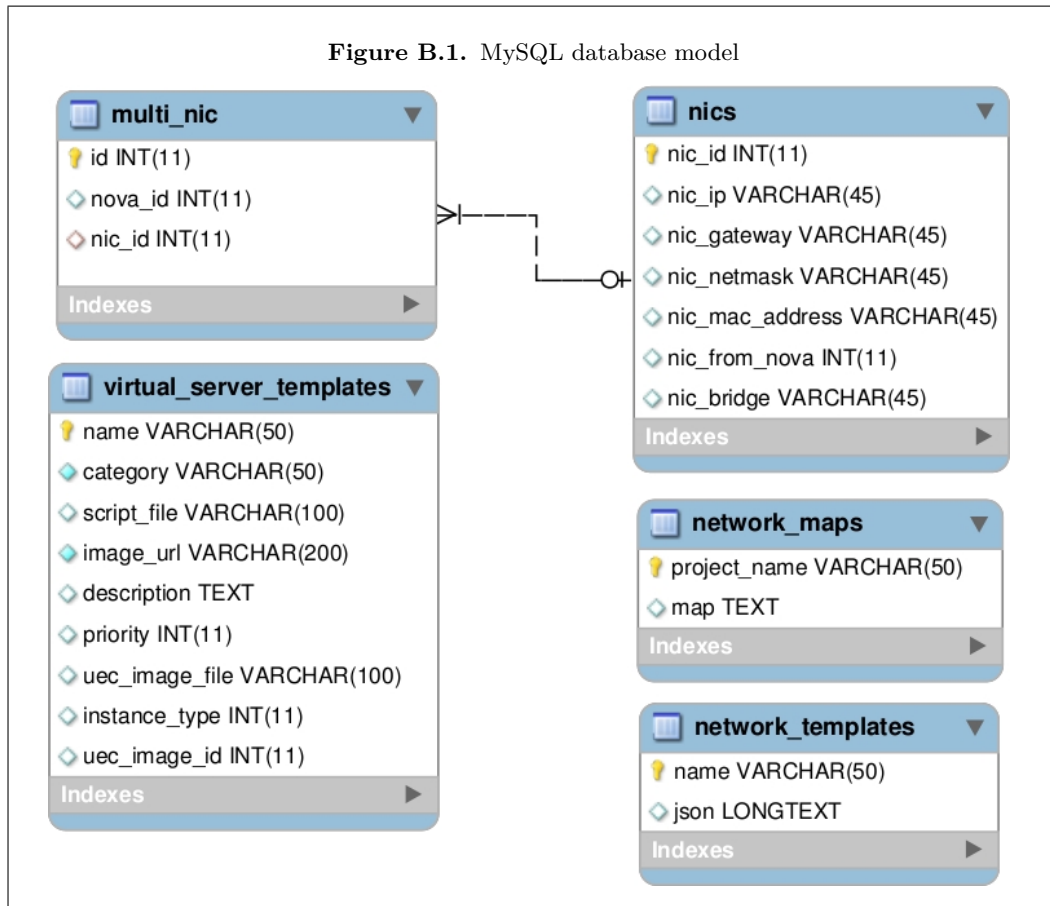 Figure B.1. MySQL database model
multi_nic
id INT(11)
nova_id INT(11)
nic_id INT(11)
Indexes
nics
nic_id INT(11)
nic_ip VARCHAR(45)
nic_gateway VARCHAR(45)
nic_netmask VARCHAR(45)
nic_mac_address VARCHAR(45)
nic_from_nova INT(11)
nic_bridge VARCHAR(45)
Indexes
virtual_server_templates
name VARCHAR(50)
category VARCHAR(50)
script_file VARCHAR(100)
image_url VARCHAR(200)
description TEXT
priority INT(11)
uec_image_file VARCHAR(100)
instance_type INT(11)
uec_image_id INT(11)
Indexes
network_maps
project_name VARCHAR(50)
map TEXT
Indexes
network_templates
name VARCHAR(50)
json LONGTEXT
Indexes